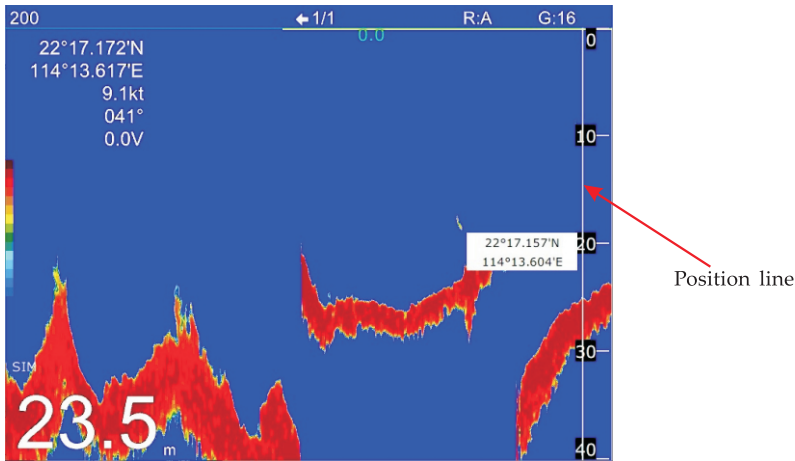 200
1/1
R:A
G:16
0.0
22°17.172'N
114°13.617'E
9.1kt
041°
0.0V
0
10
20
30
40
22°17.157'N
114°13.604'E
Position line
SIM
23.5 m